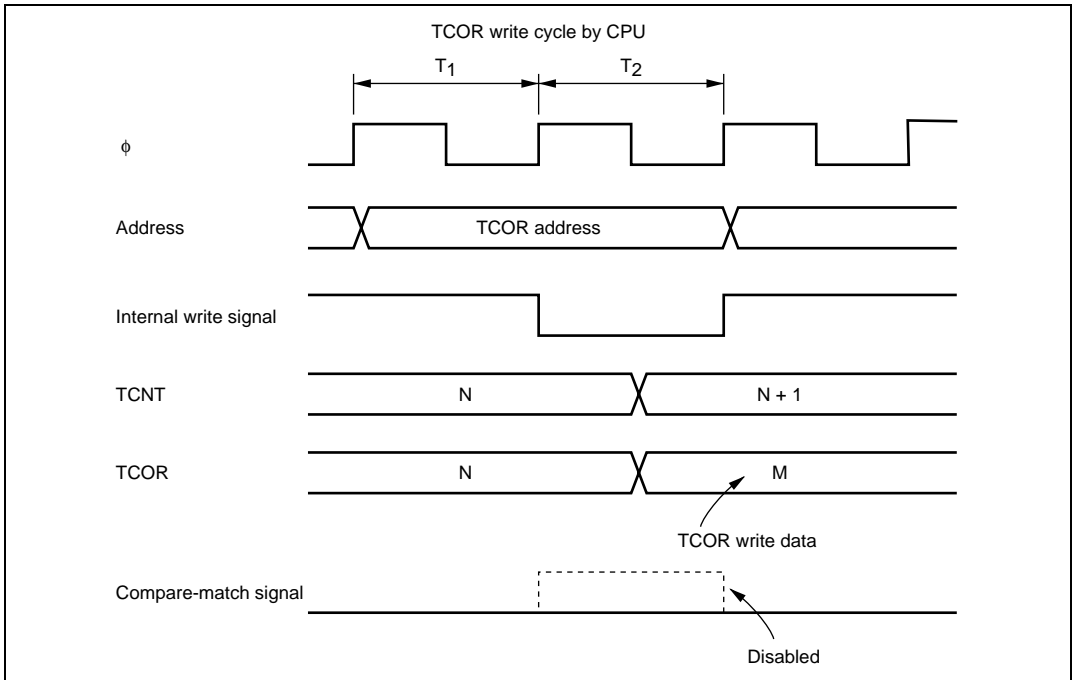 TCOR write cycle by CPU
T1 T2
φ
Address TCOR address
Internal write signal
TCNT N N + 1
TCOR N M
TCOR write data
Compare-match signal
Disabled